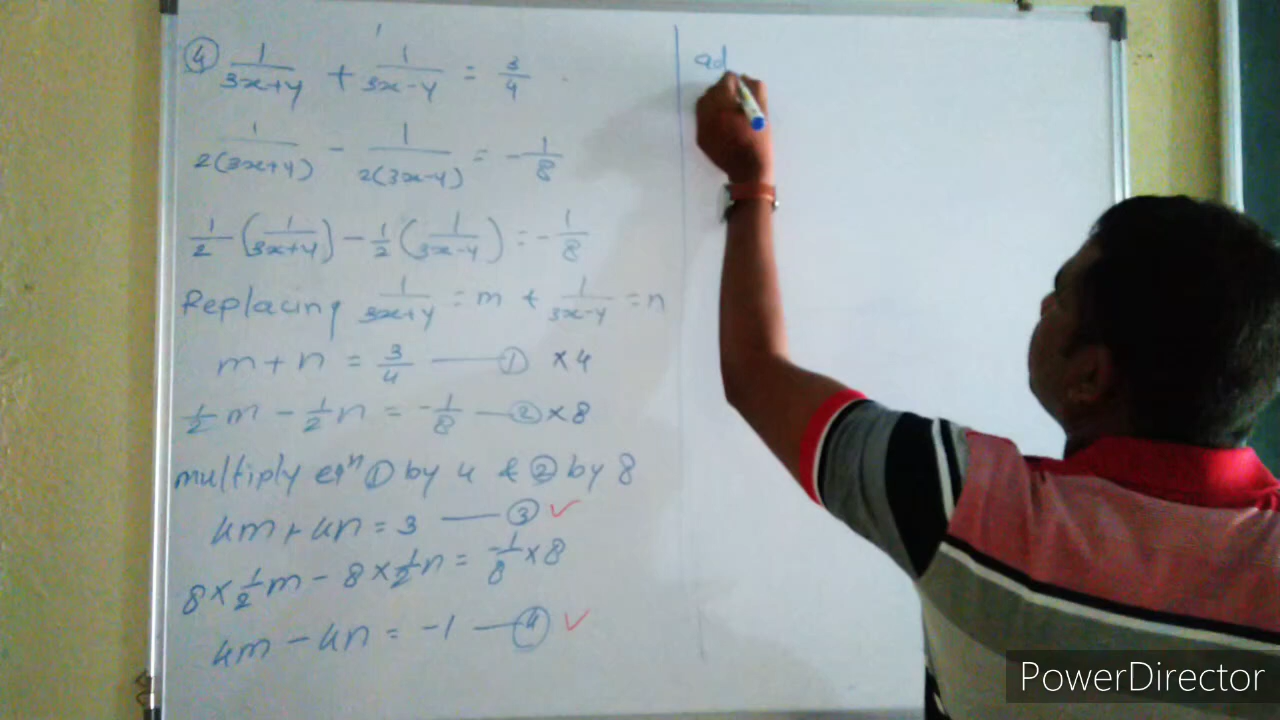 ④ 1/(3x+y) + 1/(3x-y) = 3/4
1/2(3x+y) - 1/2(3x-y) = -1/8
1/2 (1/(3x+y)) - 1/2 (1/(3x-y)) = -1/8
Replacing 1/(3x+y) = m + 1/(3x-y) = n
m + n = 3/4 — ① ×4
1/2 m - 1/2 n = -1/8 — ② ×8
multiply eqⁿ ① by 4 & ② by 8
4m + 4n = 3 — ③ ✓
8 × 1/2 m - 8 × 1/2 n = -1/8 × 8
4m - 4n = -1 — ④ ✓
ad
PowerDirector